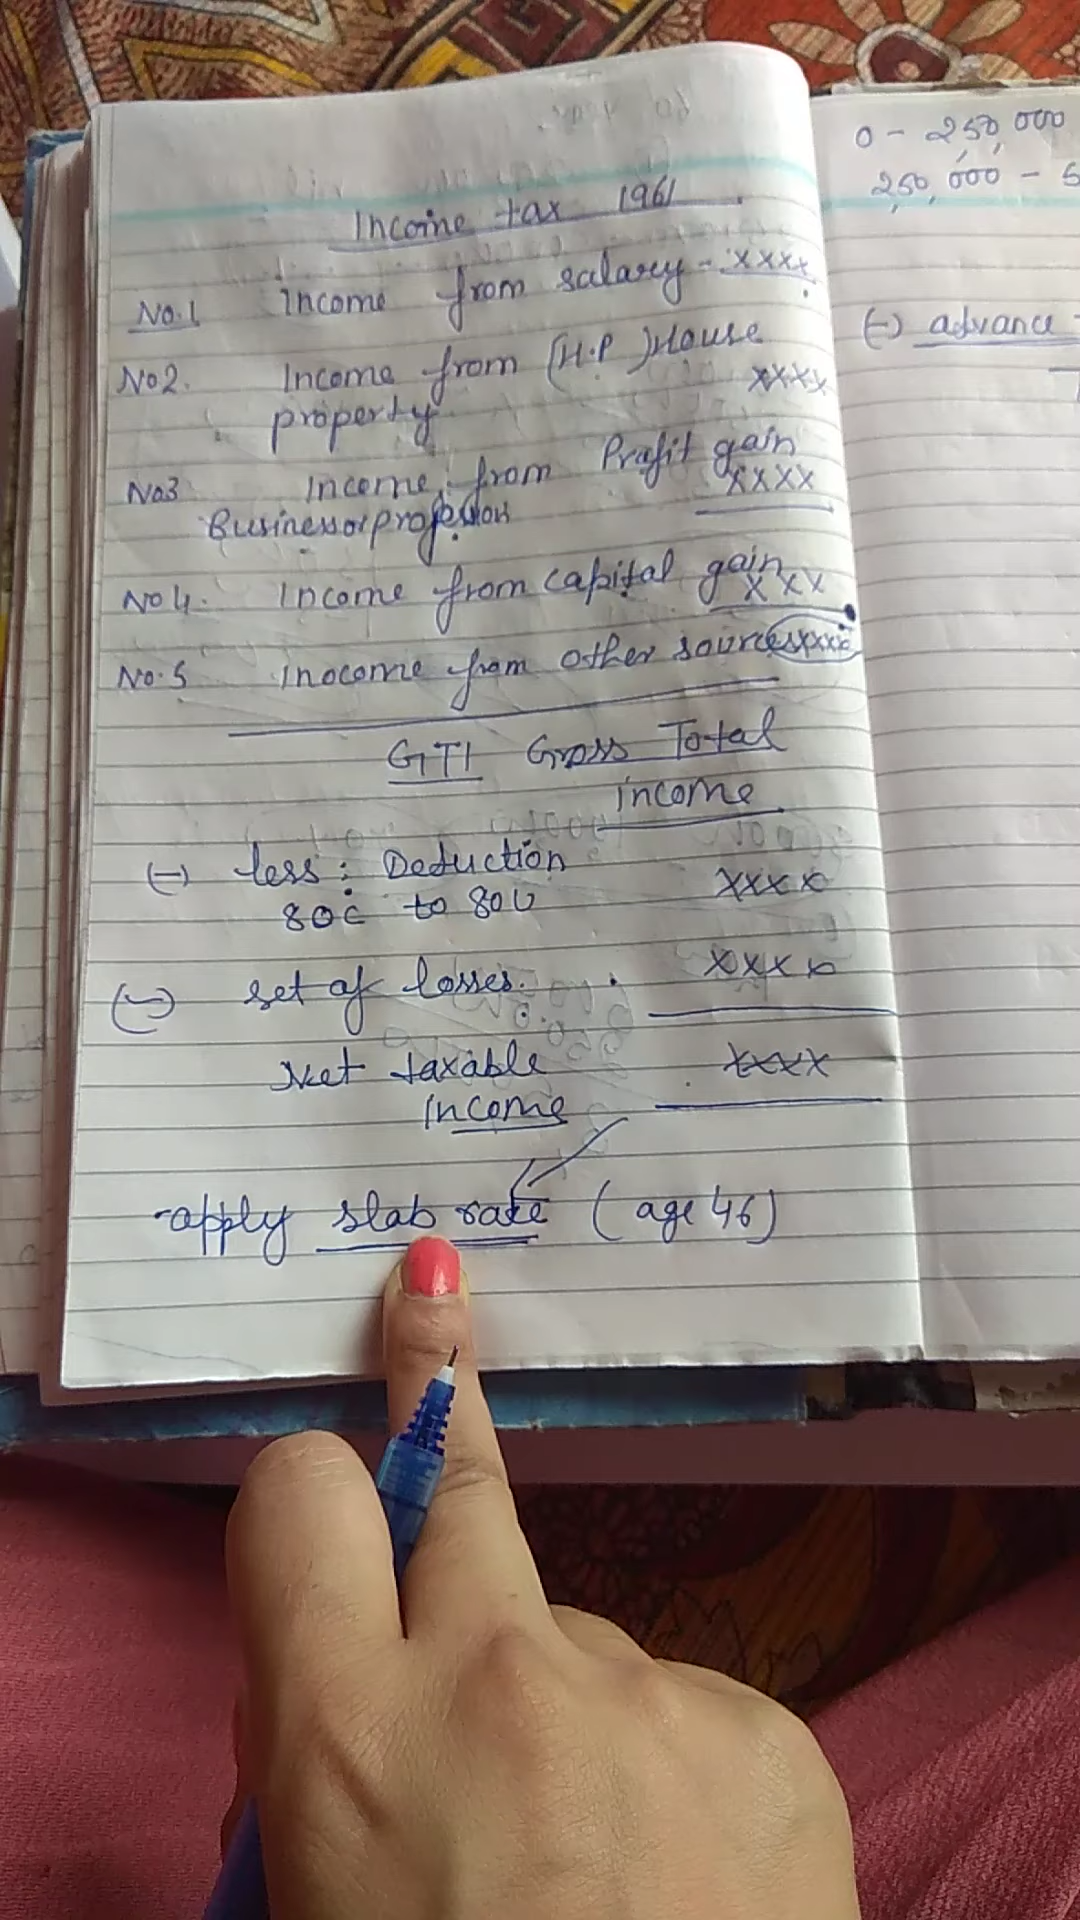 Income tax 1961
No.1 Income from salary - xxxx
No2. Income from (H.P) House
property xxxx
No3 Income from Profit gain
Business or profession xxxx
No 4. Income from capital gain
xxx
No.5 Inocome from other sources xxxx
GTI Gross Total
income
(-) less : Deduction
80C to 80U xxxx
(-) set of losses. xxxx
Net taxable xxxx
income
apply slab rate (age 46)
0 - 250,000
250,000 - 5
(-) advance